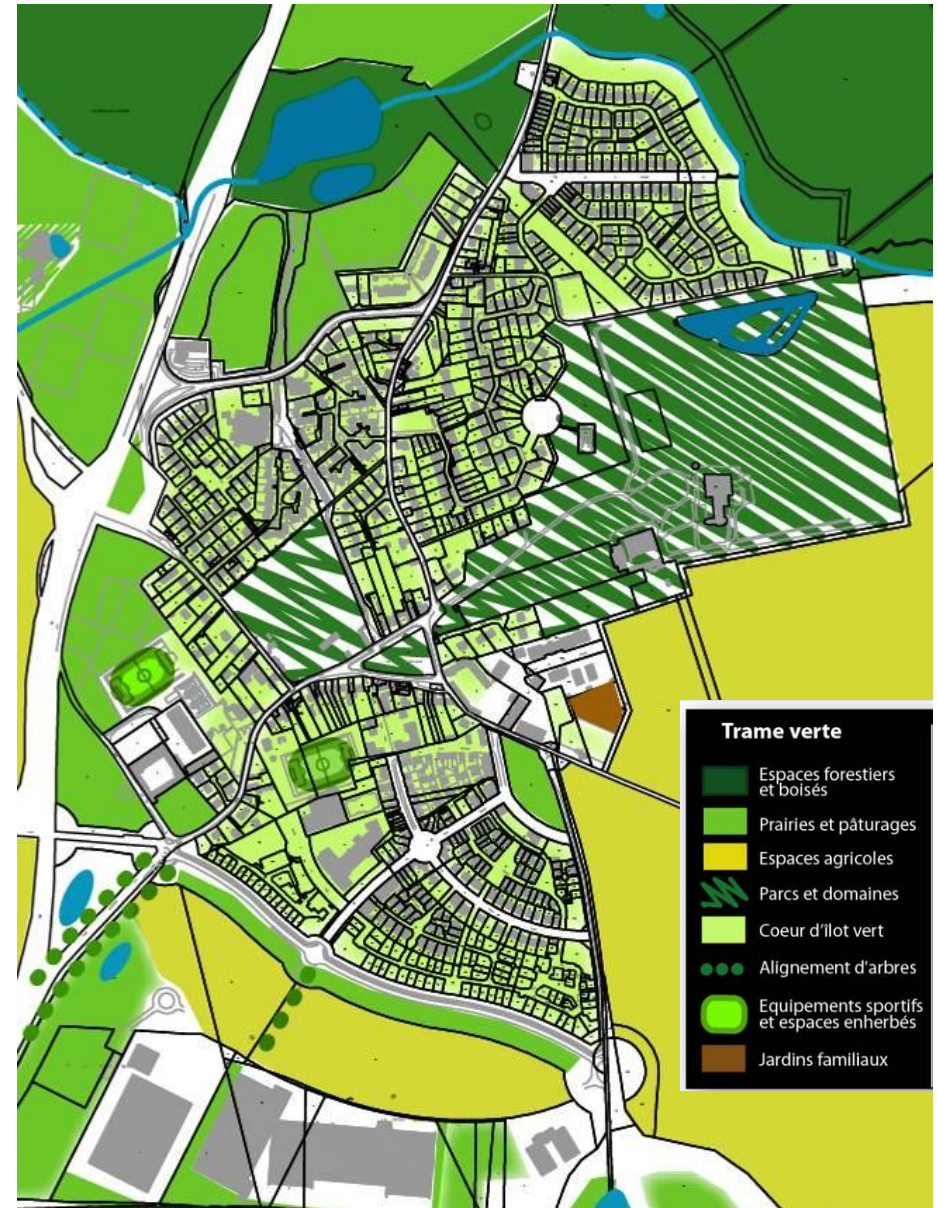 Trame verte
Espaces forestiers
et boisés
Prairies et pâturages
Espaces agricoles
Parcs et domaines
Coeur d'îlot vert
Alignement d'arbres
Equipements sportifs
et espaces enherbés
Jardins familiaux